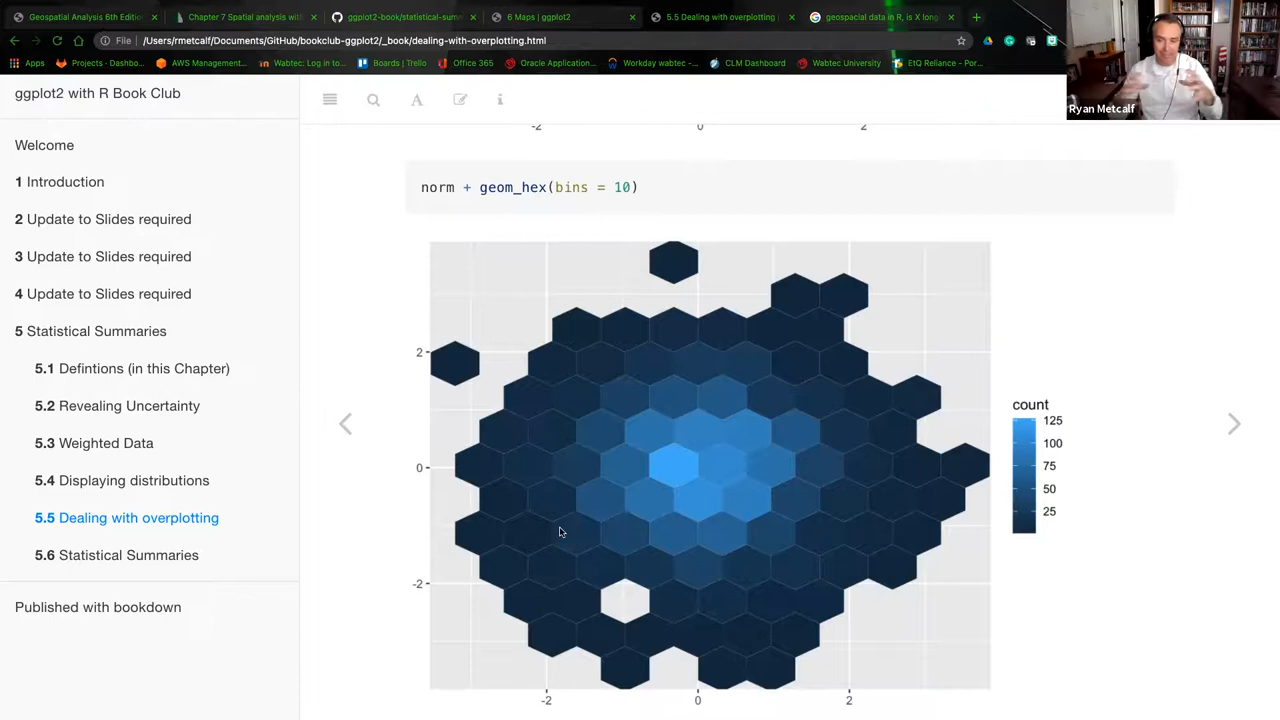 Geospatial Analysis 6th Edition
Chapter 7 Spatial analysis with
ggplot2-book/statistical-summ
6 Maps | ggplot2
5.5 Dealing with overplotting
geospacial data in R, is X long
File
/Users/rmetcalf/Documents/GitHub/bookclub-ggplot2/_book/dealing-with-overplotting.html
Apps
Projects · Dashbo...
AWS Management...
Wabtec: Log in to...
Boards | Trello
Office 365
Oracle Application...
Workday wabtec -...
CLM Dashboard
Wabtec University
EtQ Reliance - Por...
Ryan Metcalf
ggplot2 with R Book Club
Welcome
1 Introduction
2 Update to Slides required
3 Update to Slides required
4 Update to Slides required
5 Statistical Summaries
5.1 Defintions (in this Chapter)
5.2 Revealing Uncertainty
5.3 Weighted Data
5.4 Displaying distributions
5.5 Dealing with overplotting
5.6 Statistical Summaries
Published with bookdown
A
i
-2 0 2
norm + geom_hex(bins = 10)
2
0
-2
-2 0 2
count
125
100
75
50
25